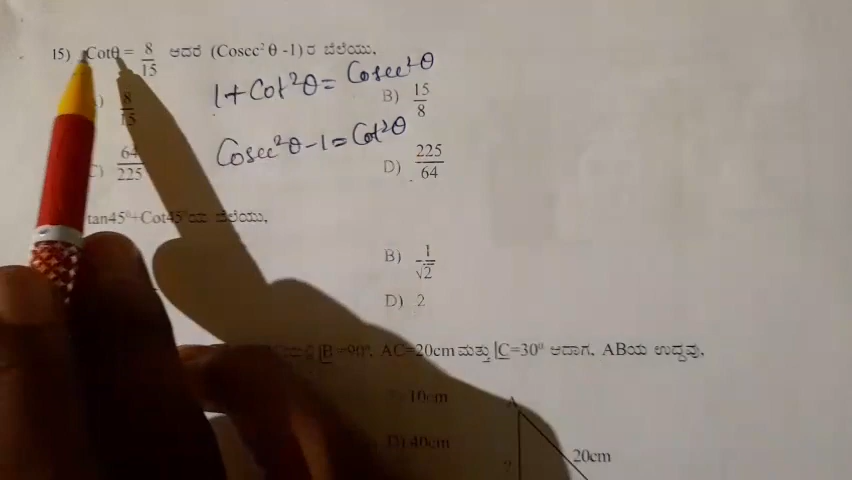 15) Cotθ = 8/15 ಆದರೆ (Cosec² θ -1) ರ ಬೆಲೆಯು,
1 + Cot²θ = Cosec²θ
) 8/15 B) 15/8
Cosec²θ - 1 = Cot²θ
C) 64/225 D) 225/64
tan45°+Cot45°ಯ ಬೆಲೆಯು,
B) -1/√2
D) 2
B =90°, AC=20cm ಮತ್ತು C=30° ಆದಾಗ, ABಯ ಉದ್ದವು,
10cm
A
D) 40cm
20cm
?